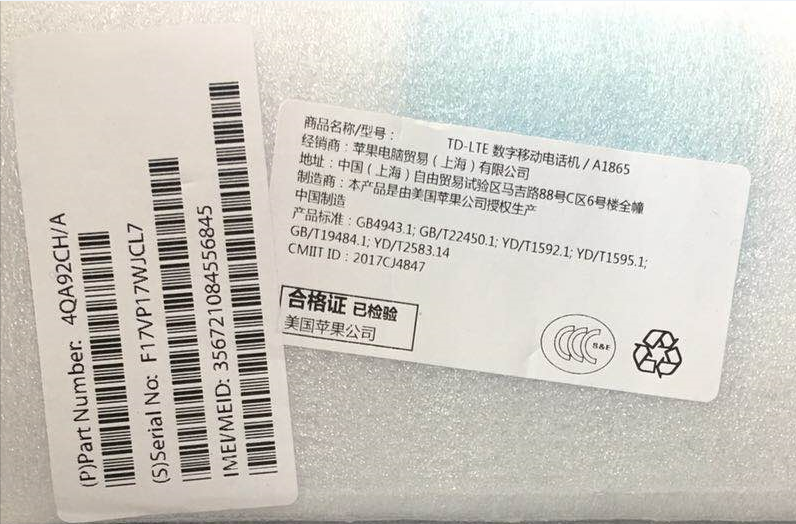 (P)Part Number: 4QA92CH/A
(S)Serial No: F17VP17WJCL7
IMEI/MEID: 356721084556845
商品名称/型号: TD-LTE 数字移动电话机 / A1865
经销商：苹果电脑贸易（上海）有限公司
地址：中国（上海）自由贸易试验区马吉路88号C区6号楼全幢
制造商：本产品是由美国苹果公司授权生产
中国制造
产品标准：GB4943.1; GB/T22450.1; YD/T1592.1; YD/T1595.1;
GB/T19484.1; YD/T2583.14
CMIIT ID : 2017CJ4847
合格证 已检验
美国苹果公司
CCC S&E